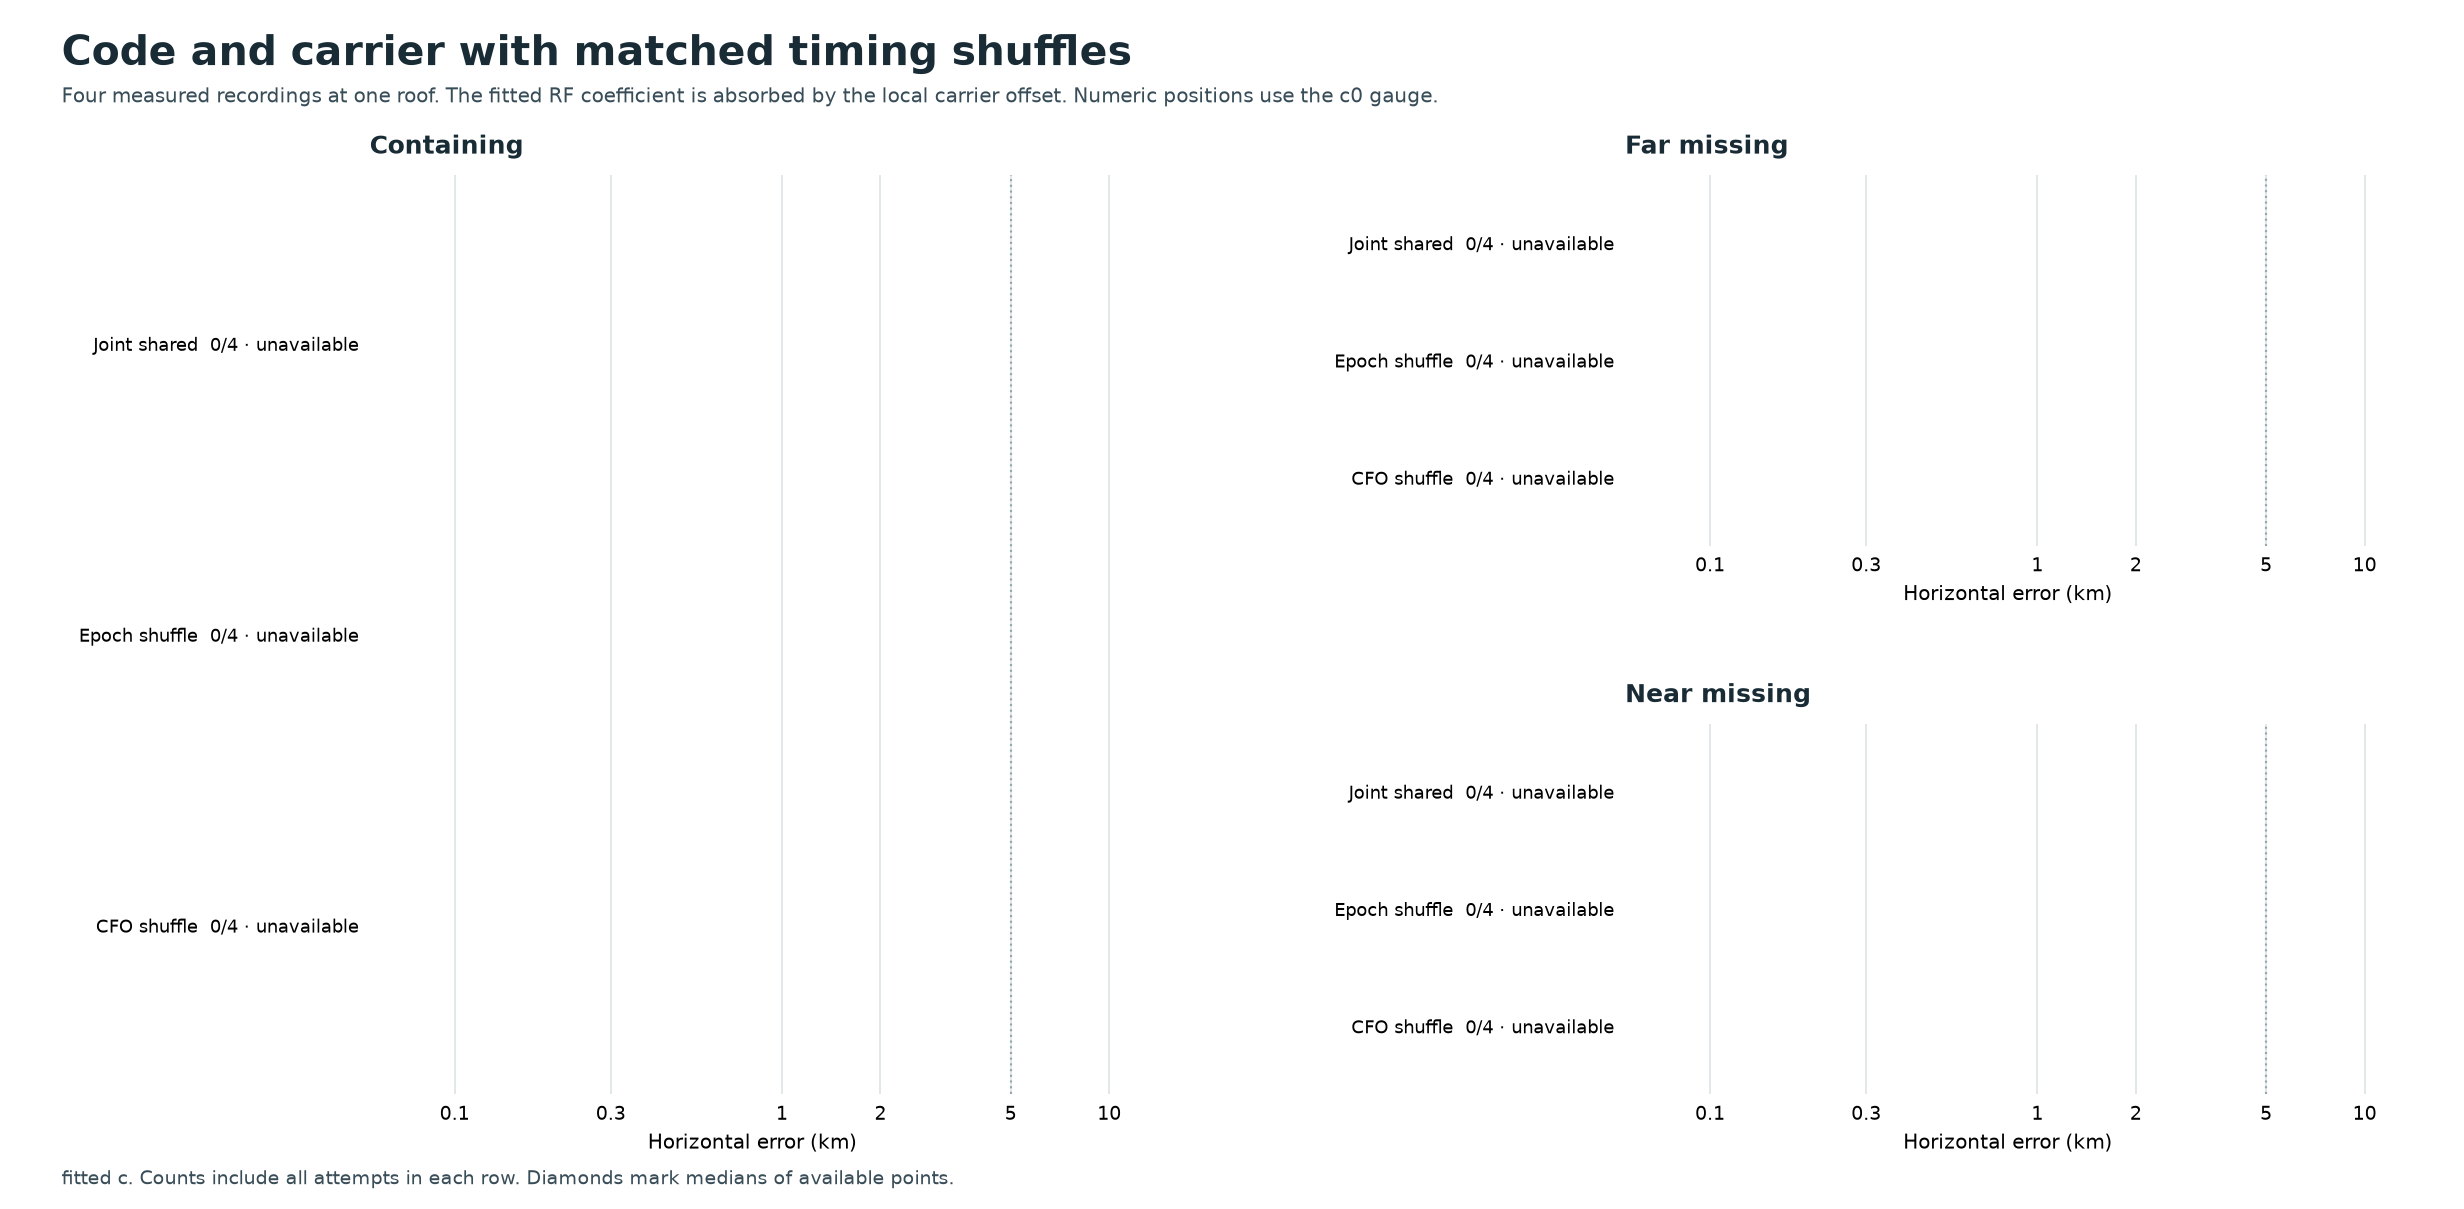 Code and carrier with matched timing shuffles
Four measured recordings at one roof. The fitted RF coefficient is absorbed by the local carrier offset. Numeric positions use the c0 gauge.
Containing
Joint shared 0/4 · unavailable
Epoch shuffle 0/4 · unavailable
CFO shuffle 0/4 · unavailable
0.1 0.3 1 2 5 10
Horizontal error (km)
Far missing
Joint shared 0/4 · unavailable
Epoch shuffle 0/4 · unavailable
CFO shuffle 0/4 · unavailable
0.1 0.3 1 2 5 10
Horizontal error (km)
Near missing
Joint shared 0/4 · unavailable
Epoch shuffle 0/4 · unavailable
CFO shuffle 0/4 · unavailable
0.1 0.3 1 2 5 10
Horizontal error (km)
fitted c. Counts include all attempts in each row. Diamonds mark medians of available points.